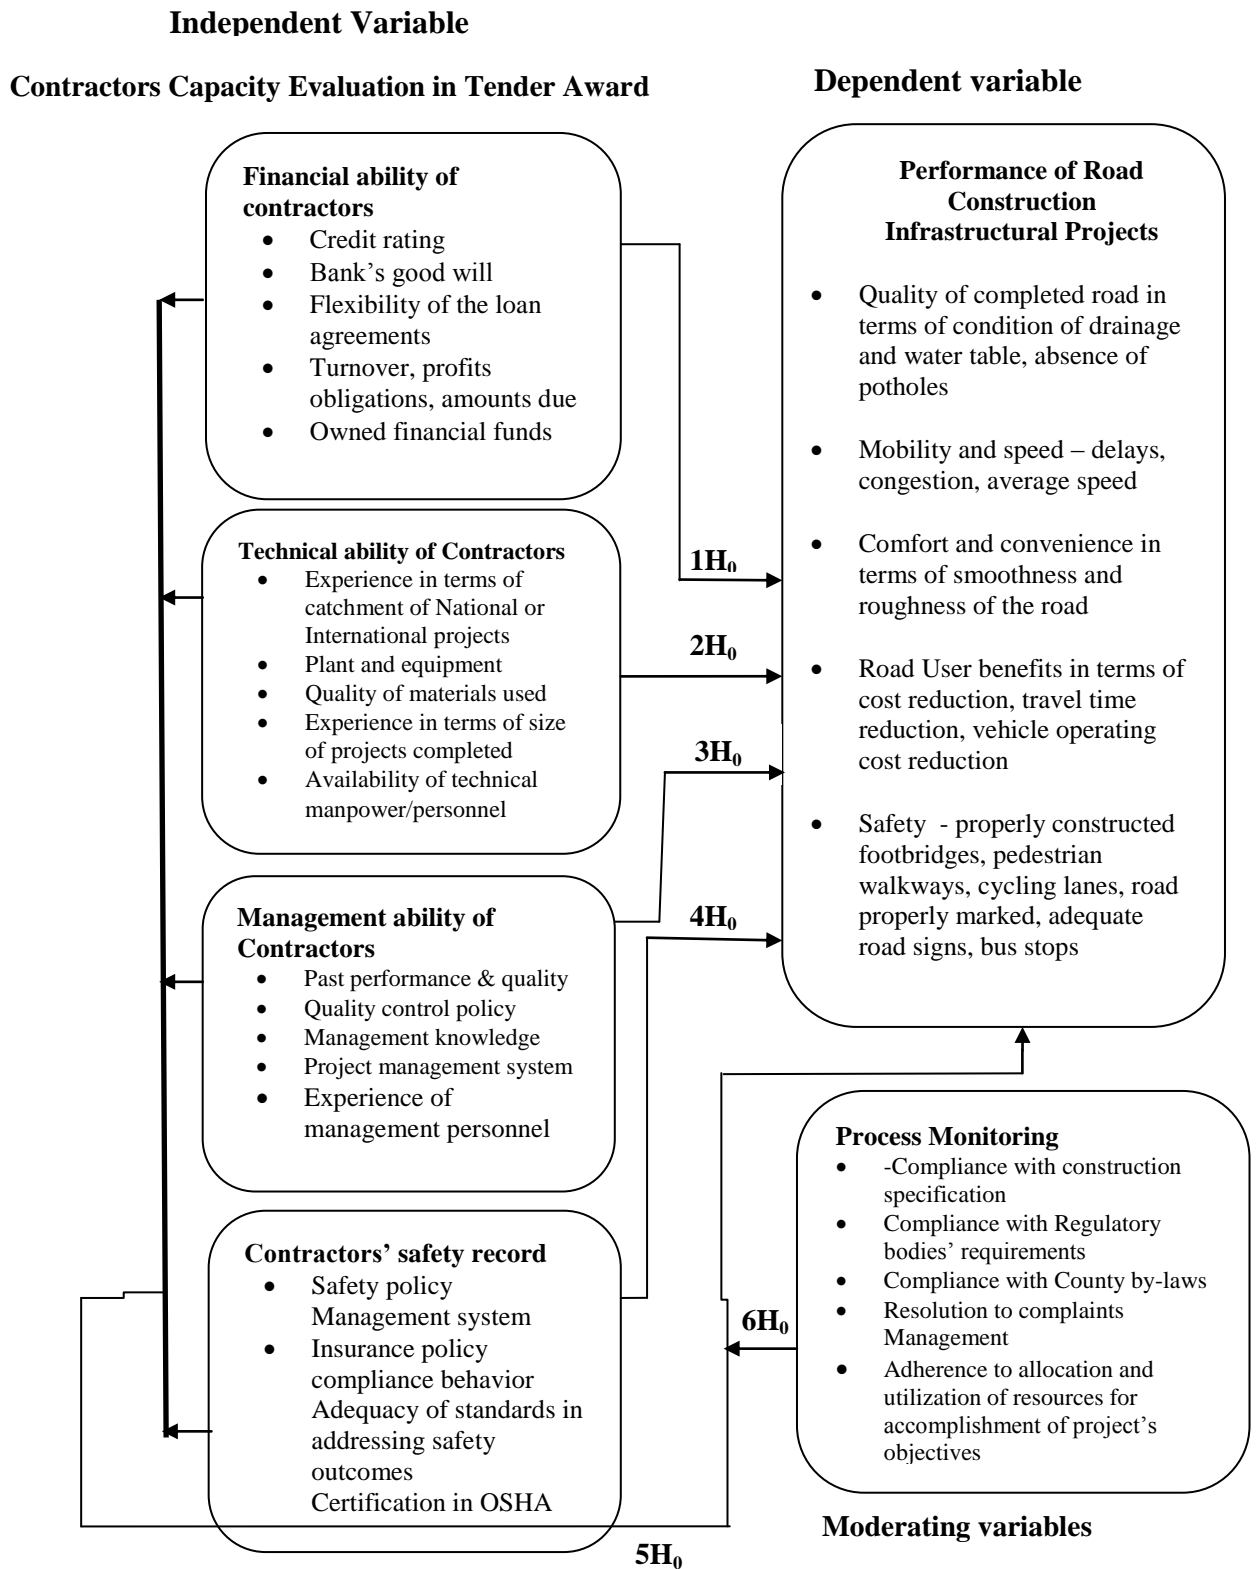 Independent Variable
Contractors Capacity Evaluation in Tender Award
Dependent variable
Financial ability of
contractors
• Credit rating
• Bank’s good will
• Flexibility of the loan
agreements
• Turnover, profits
obligations, amounts due
• Owned financial funds
Technical ability of Contractors
• Experience in terms of
catchment of National or
International projects
• Plant and equipment
• Quality of materials used
• Experience in terms of size
of projects completed
• Availability of technical
manpower/personnel
Management ability of
Contractors
• Past performance & quality
• Quality control policy
• Management knowledge
• Project management system
• Experience of
management personnel
Contractors’ safety record
• Safety policy
Management system
• Insurance policy
compliance behavior
Adequacy of standards in
addressing safety
outcomes
Certification in OSHA
1H₀
2H₀
3H₀
4H₀
5H₀
6H₀
Performance of Road
Construction
Infrastructural Projects
• Quality of completed road in
terms of condition of drainage
and water table, absence of
potholes
• Mobility and speed – delays,
congestion, average speed
• Comfort and convenience in
terms of smoothness and
roughness of the road
• Road User benefits in terms of
cost reduction, travel time
reduction, vehicle operating
cost reduction
• Safety - properly constructed
footbridges, pedestrian
walkways, cycling lanes, road
properly marked, adequate
road signs, bus stops
Process Monitoring
• -Compliance with construction
specification
• Compliance with Regulatory
bodies’ requirements
• Compliance with County by-laws
• Resolution to complaints
Management
• Adherence to allocation and
utilization of resources for
accomplishment of project’s
objectives
Moderating variables